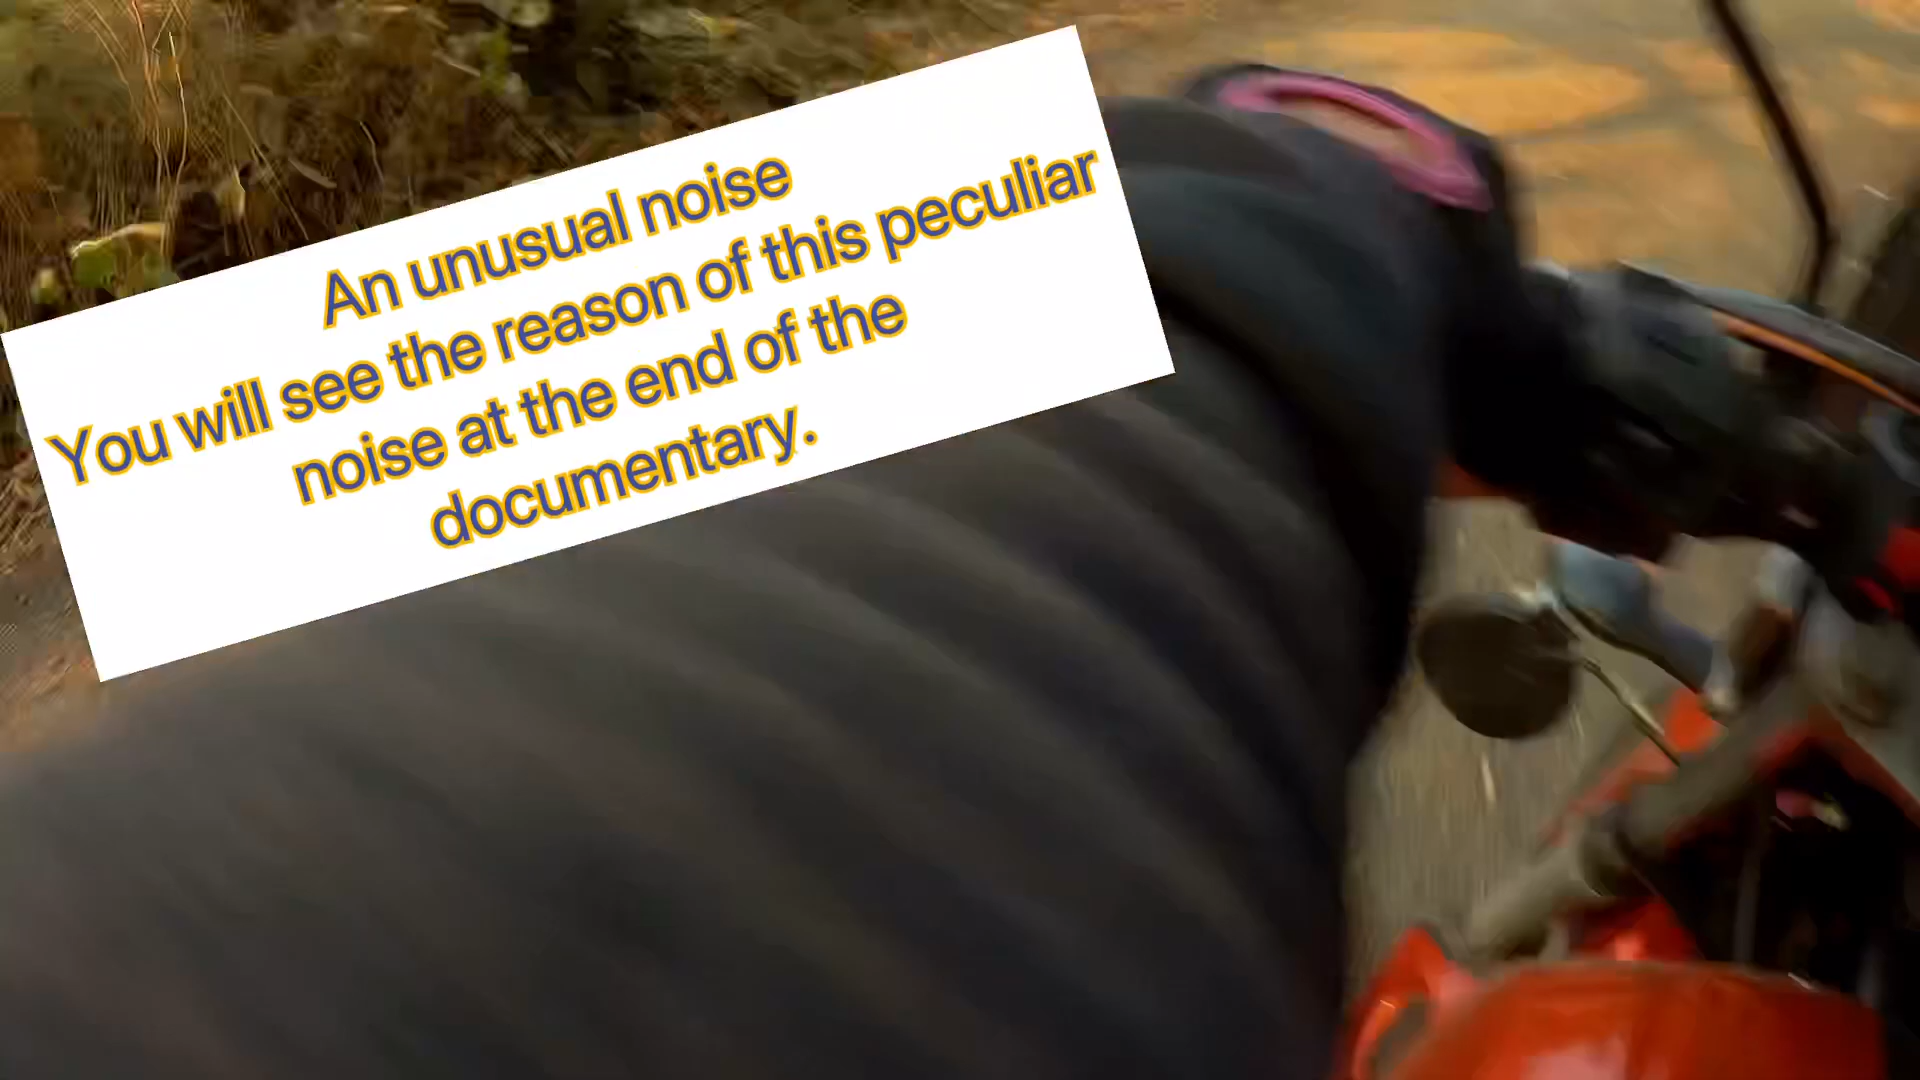 An unusual noise
You will see the reason of this peculiar
noise at the end of the
documentary.